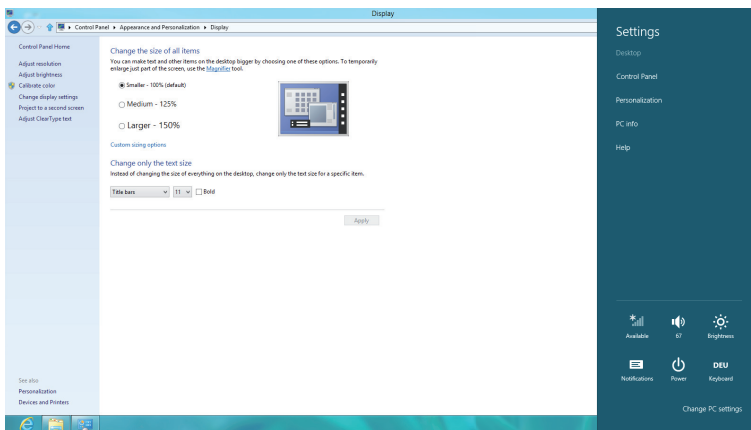 Display
Control Panel ▸ Appearance and Personalization ▸ Display
Control Panel Home
Adjust resolution
Adjust brightness
Calibrate color
Change display settings
Project to a second screen
Adjust ClearType text
See also
Personalization
Devices and Printers
Change the size of all items
You can make text and other items on the desktop bigger by choosing one of these options. To temporarily
enlarge just part of the screen, use the Magnifier tool.
Smaller - 100% (default)
Medium - 125%
Larger - 150%
Custom sizing options
Change only the text size
Instead of changing the size of everything on the desktop, change only the text size for a specific item.
Title bars 11 Bold
Apply
Settings
Desktop
Control Panel
Personalization
PC info
Help
Available 67 Brightness
DEU
Notifications Power Keyboard
Change PC settings